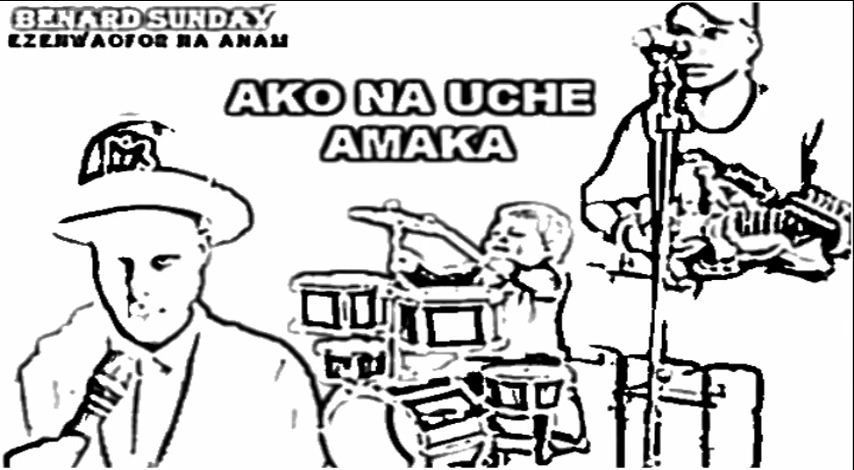 BENARD SUNDAY
EZENWAOFOR NA ANAM
AKO NA UCHE
AMAKA